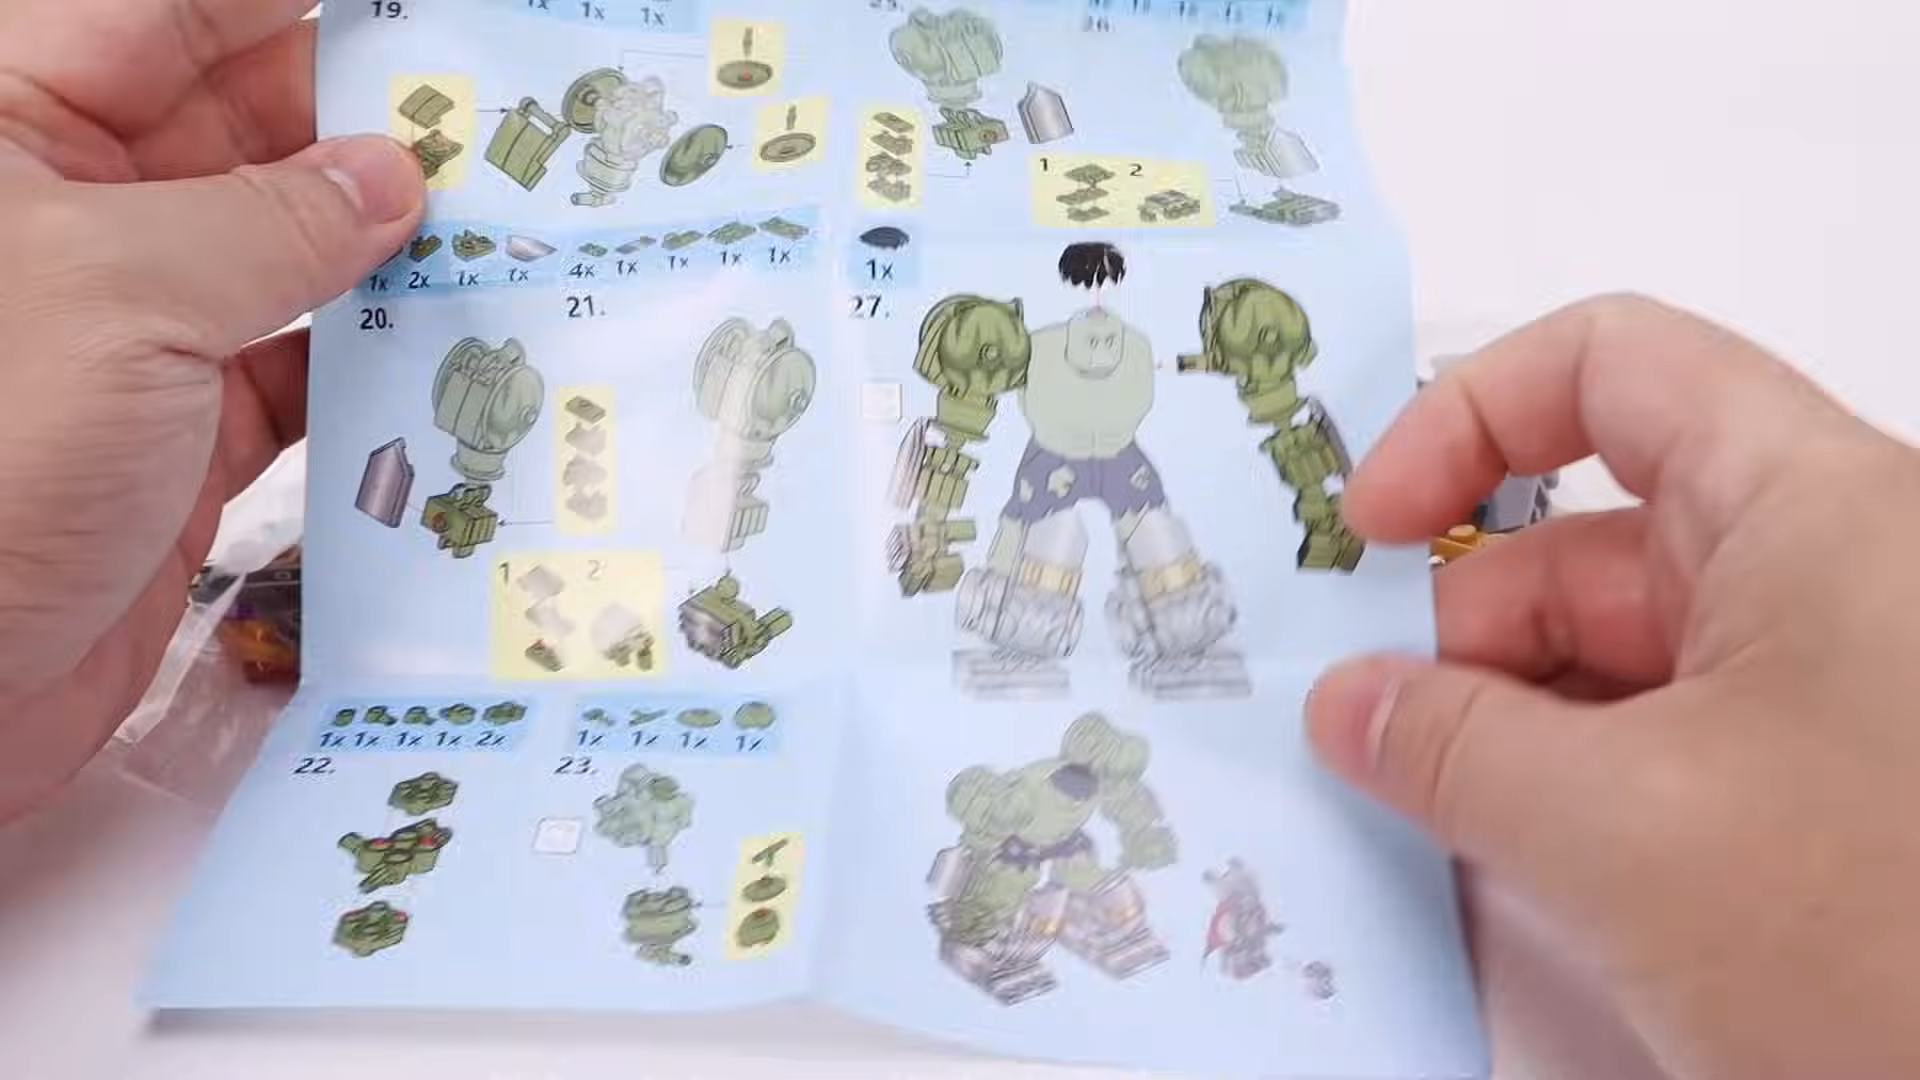 19.
1x 1x 1x
25.
26.
1 2
1x 2x 1x 1x
4x 1x 1x 1x 1x
1x
20.
21.
27.
1 2
1x 1x 1x 1x 2x
1x 1x 1x 1x
22.
23.